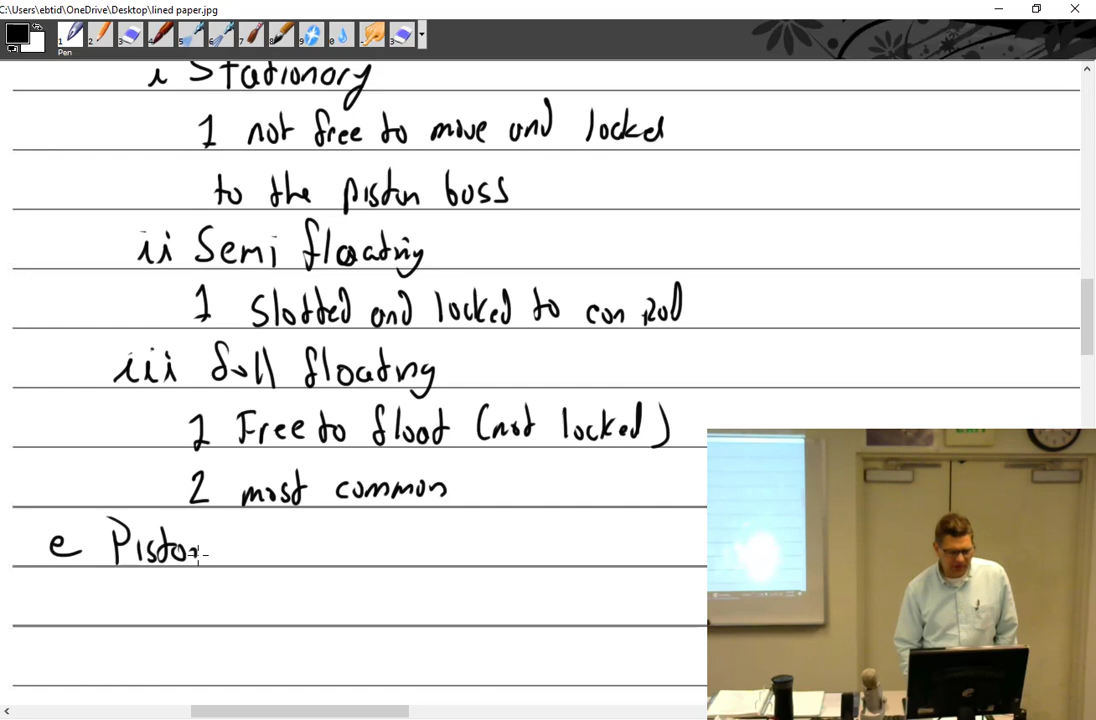 C:\Users\ebtid\OneDrive\Desktop\lined paper.jpg
Pen
i Stationary
1 not free to move and locked
to the piston boss
ii Semi floating
1 Slotted and locked to con rod
iii full floating
1 Free to float (not locked)
2 most common
e Piston
EXIT